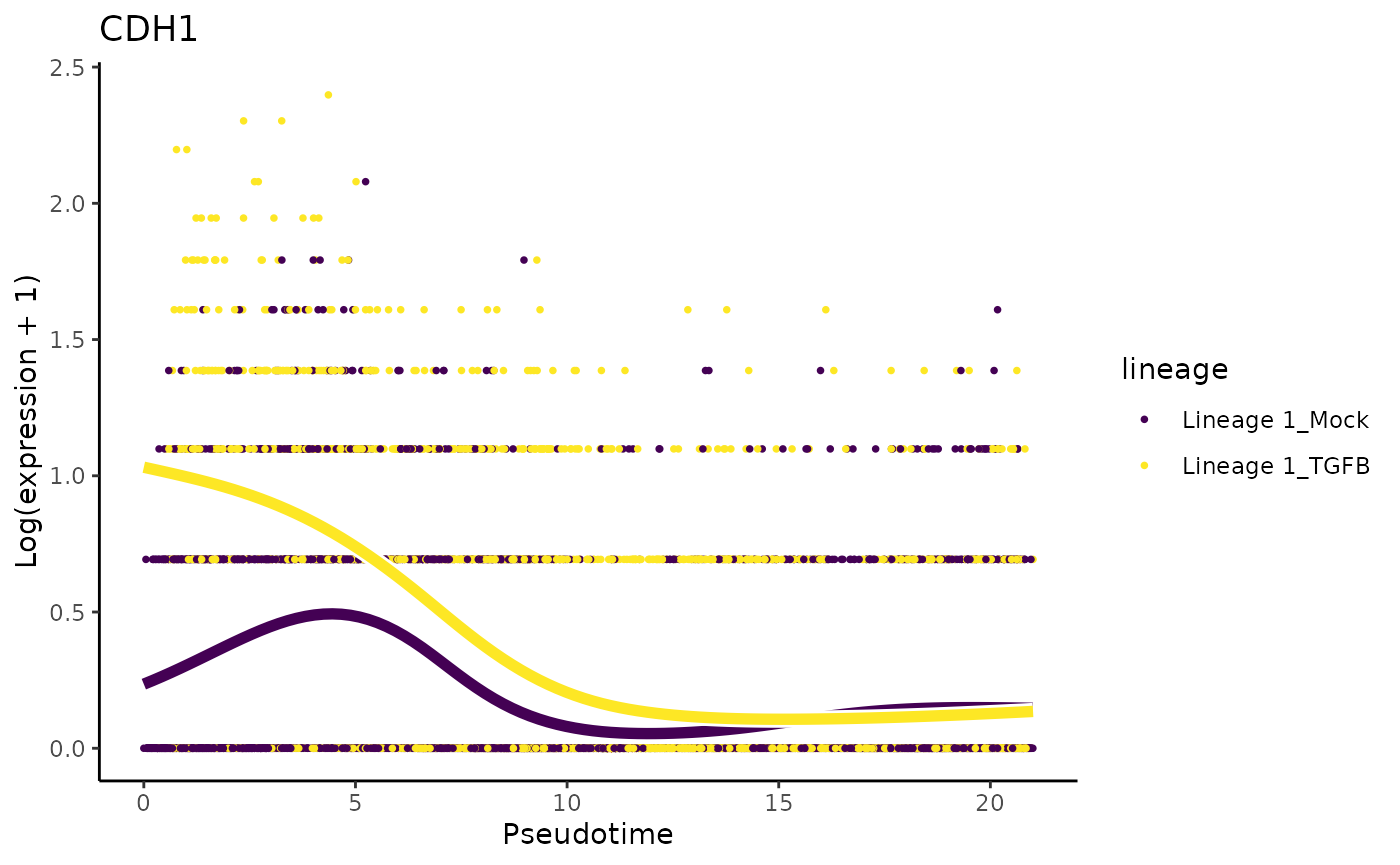 CDH1
2.5
2.0
1.5
1.0
0.5
0.0
Log(expression + 1)
0 5 10 15 20
Pseudotime
lineage
Lineage 1_Mock
Lineage 1_TGFB